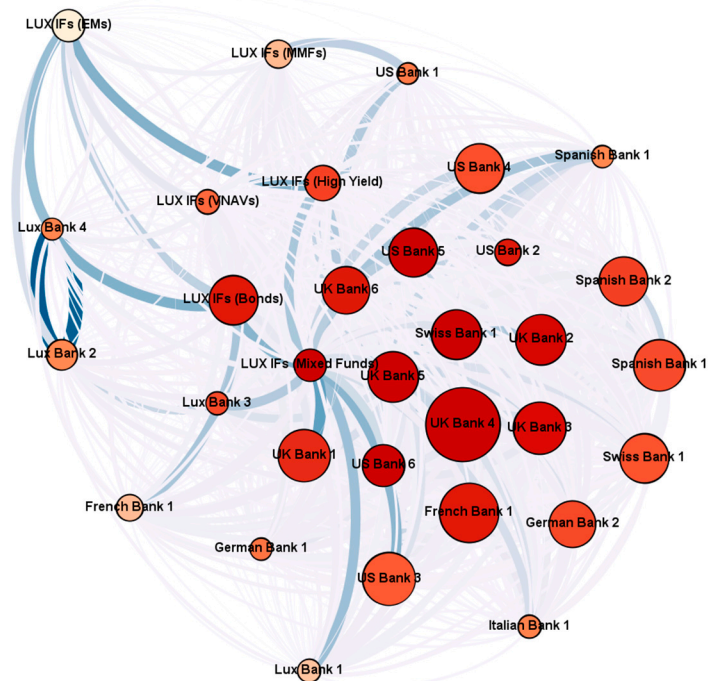 LUX IFs (EMs)
LUX IFs (MMFs)
US Bank 1
Spanish Bank 1
US Bank 4
LUX IFs (High Yield)
LUX IFs (VNAVs)
Lux Bank 4
US Bank 5
US Bank 2
Spanish Bank 2
UK Bank 6
LUX IFs (Bonds)
Swiss Bank 1
UK Bank 2
Lux Bank 2
LUX IFs (Mixed Funds)
Spanish Bank 1
UK Bank 5
Lux Bank 3
UK Bank 4
UK Bank 3
UK Bank 1
US Bank 6
Swiss Bank 1
French Bank 1
French Bank 1
German Bank 2
German Bank 1
US Bank 3
Italian Bank 1
Lux Bank 1